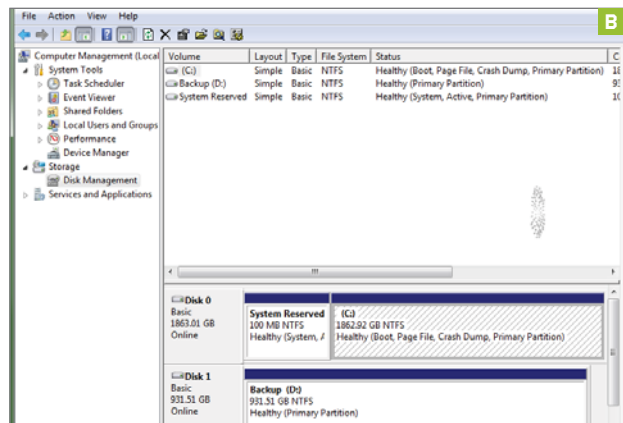 File Action View Help
B
Computer Management (Local
System Tools
Task Scheduler
Event Viewer
Shared Folders
Local Users and Groups
Performance
Device Manager
Storage
Disk Management
Services and Applications
Volume Layout Type File System Status C
(C:) Simple Basic NTFS Healthy (Boot, Page File, Crash Dump, Primary Partition) 18
Backup (D:) Simple Basic NTFS Healthy (Primary Partition) 93
System Reserved Simple Basic NTFS Healthy (System, Active, Primary Partition) 10
Disk 0
Basic
1863.01 GB
Online
System Reserved
100 MB NTFS
Healthy (System, A
(C:)
1862.92 GB NTFS
Healthy (Boot, Page File, Crash Dump, Primary Partition)
Disk 1
Basic
931.51 GB
Online
Backup (D:)
931.51 GB NTFS
Healthy (Primary Partition)